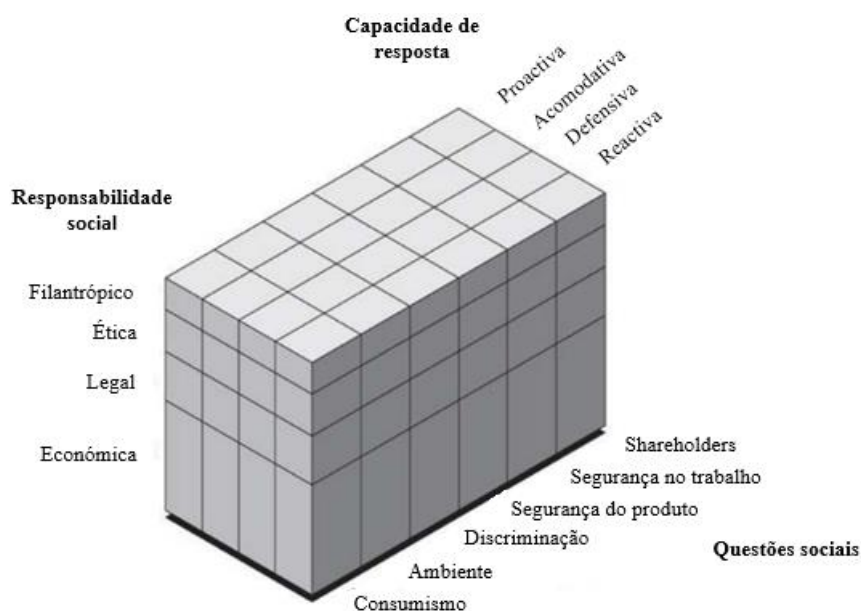 Capacidade de
resposta
Proactiva
Acomodativa
Defensiva
Reactiva
Responsabilidade
social
Filantrópico
Ética
Legal
Económica
Shareholders
Segurança no trabalho
Segurança do produto
Discriminação
Ambiente
Consumismo
Questões sociais